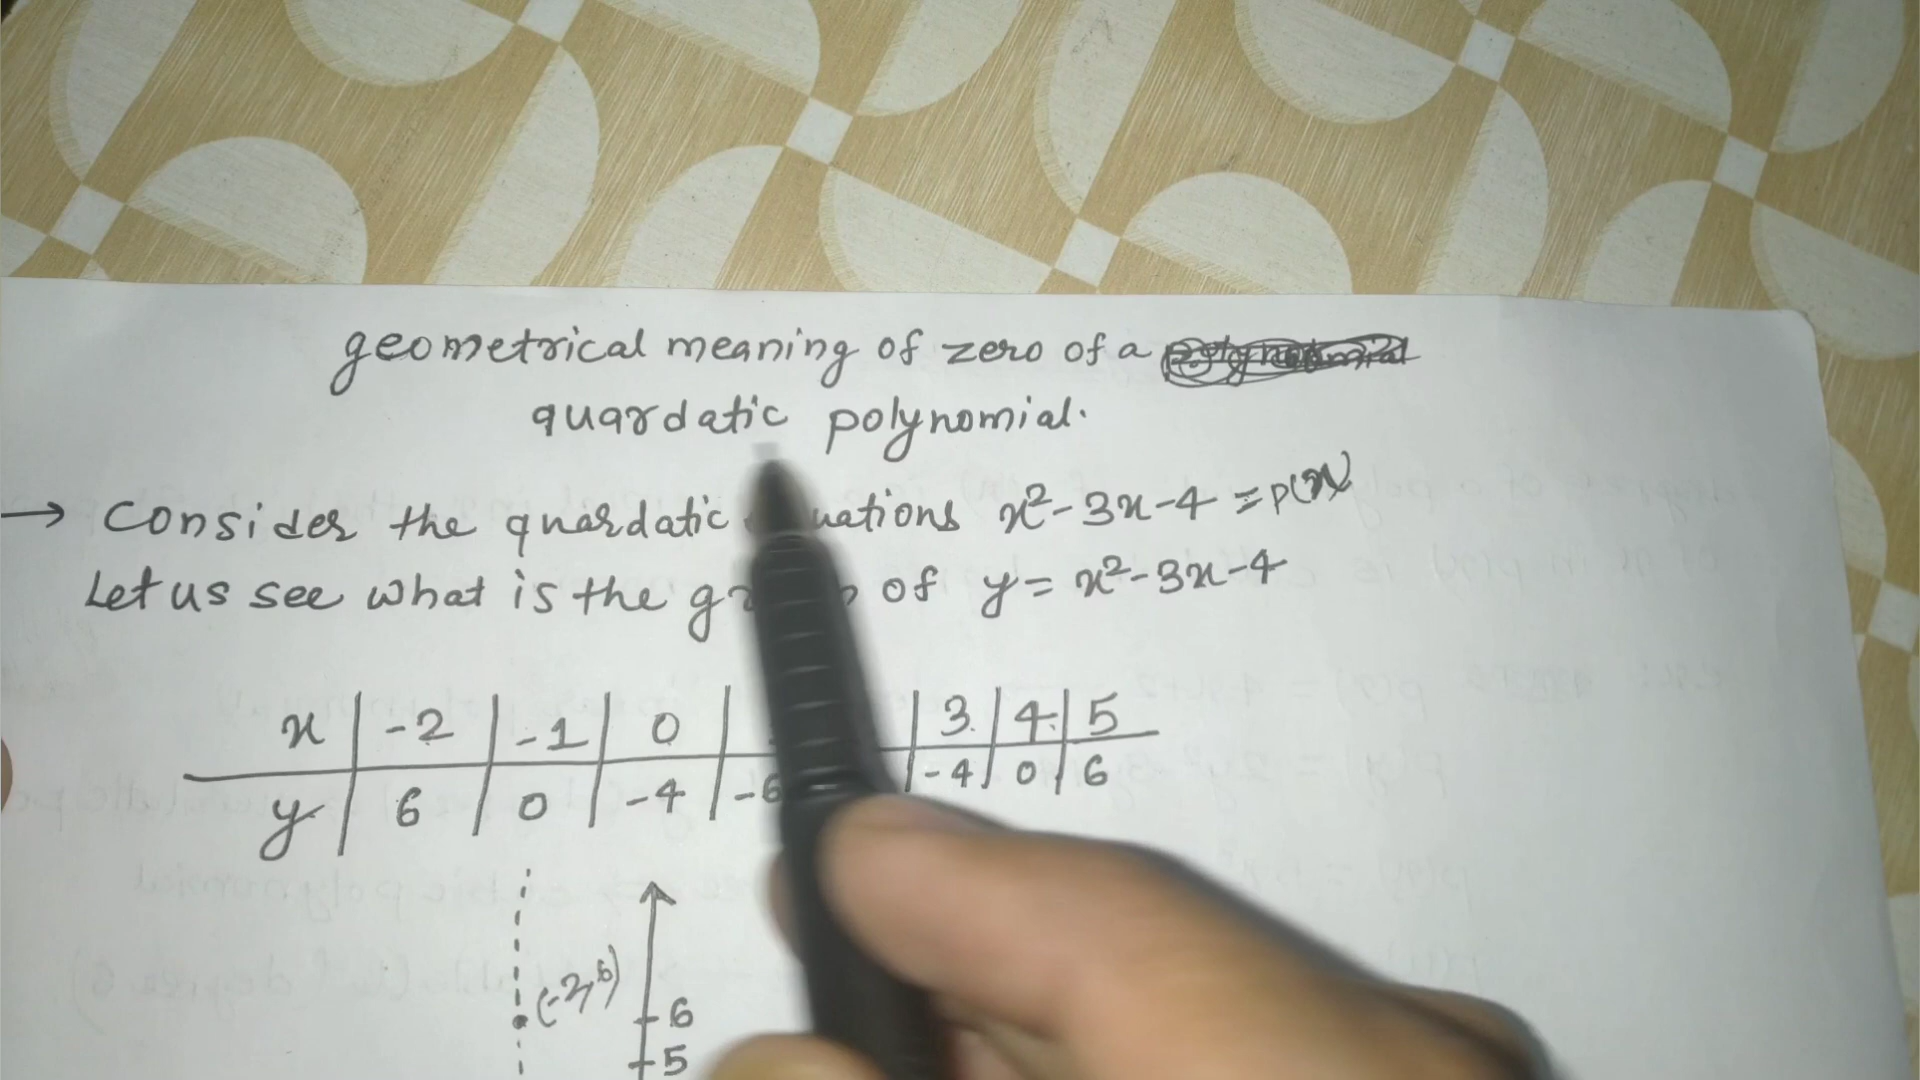 geometrical meaning of zero of a
quardatic polynomial.
→ Consider the quardatic x²-3x-4 = p(x)
Let us see what is the of y = x²-3x-4
x | -2 | -1 | 0 | | 3 | 4 | 5
y | 6 | 0 | -4 | -6 | -4 | 0 | 6
(-2,6)
6
5